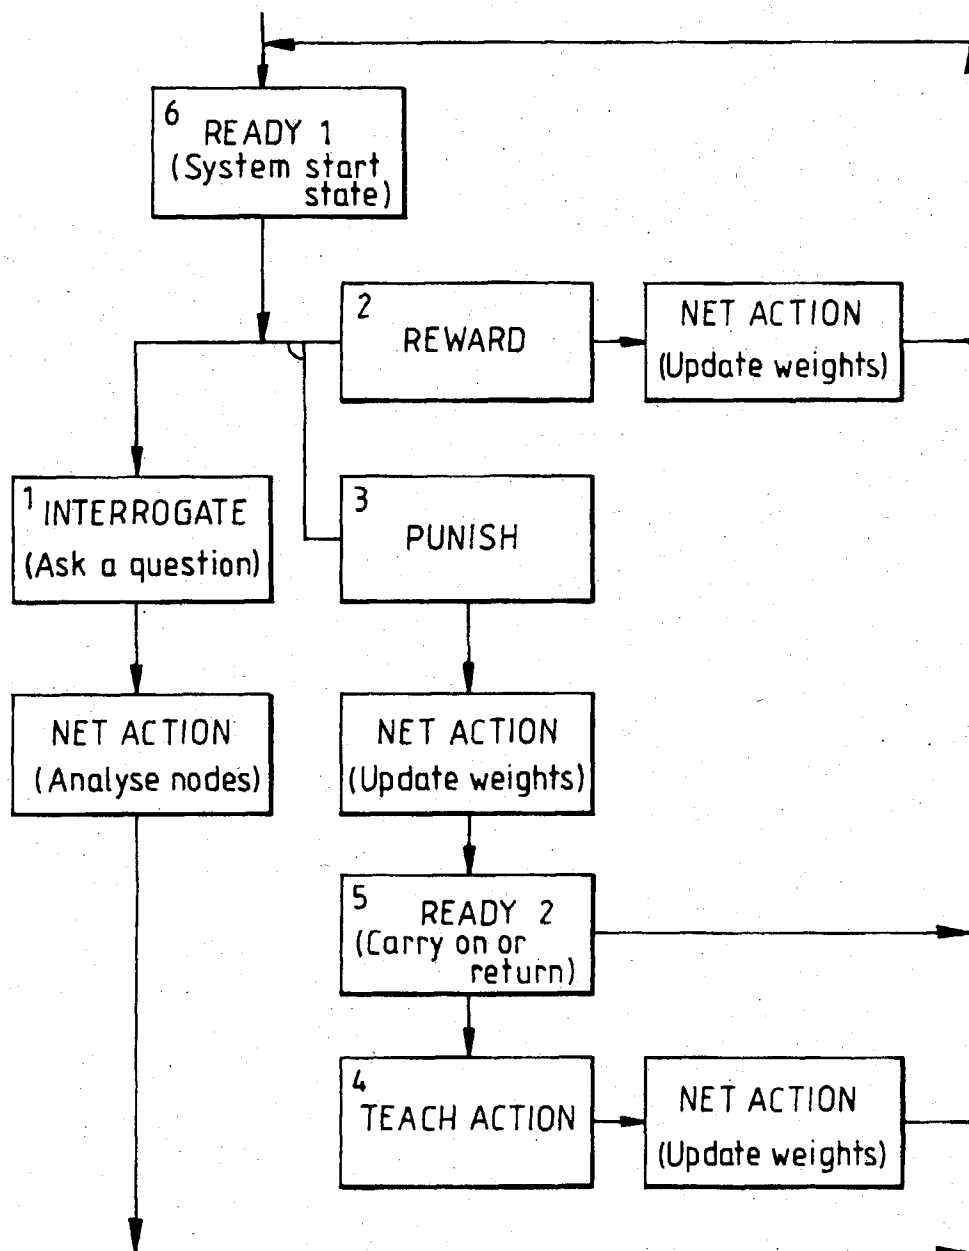 6
READY 1
(System start
state)
2
REWARD
NET ACTION
(Update weights)
1
INTERROGATE
(Ask a question)
3
PUNISH
NET ACTION
(Analyse nodes)
NET ACTION
(Update weights)
5
READY 2
(Carry on or
return)
4
TEACH ACTION
NET ACTION
(Update weights)